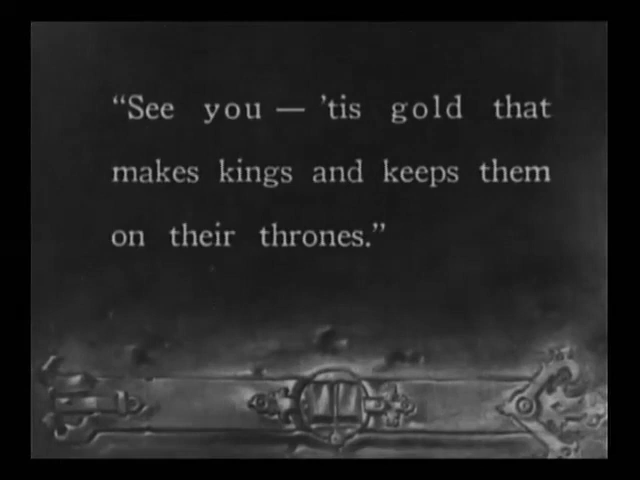 “See you — ’tis gold that
makes kings and keeps them
on their thrones.”